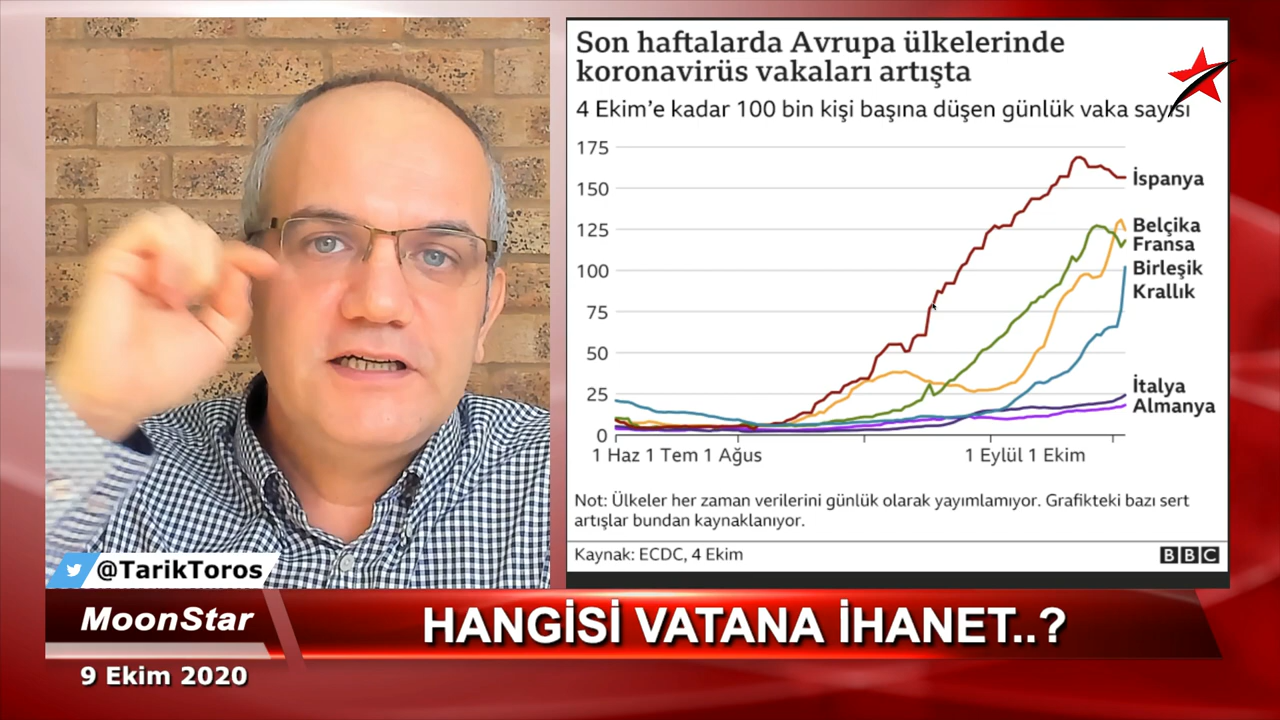 Son haftalarda Avrupa ülkelerinde
koronavirüs vakaları artışta
4 Ekim'e kadar 100 bin kişi başına düşen günlük vaka sayısı
175
150
125
100
75
50
25
0
İspanya
Belçika
Fransa
Birleşik
Krallık
İtalya
Almanya
1 Haz 1 Tem 1 Ağus 1 Eylül 1 Ekim
Not: Ülkeler her zaman verilerini günlük olarak yayımlamıyor. Grafikteki bazı sert
artışlar bundan kaynaklanıyor.
Kaynak: ECDC, 4 Ekim
BBC
@TarikToros
MoonStar
HANGİSİ VATANA İHANET..?
9 Ekim 2020